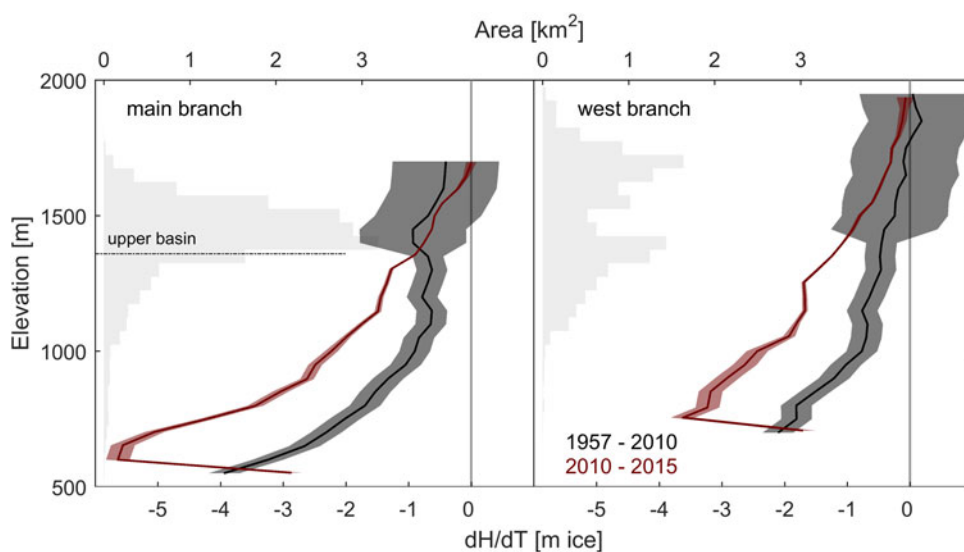 Area [km2]
0 1 2 3 0 1 2 3
2000
main branch west branch
1500
upper basin
Elevation [m]
1000
1957 - 2010
2010 - 2015
500
-5 -4 -3 -2 -1 0 -5 -4 -3 -2 -1 0
dH/dT [m ice]